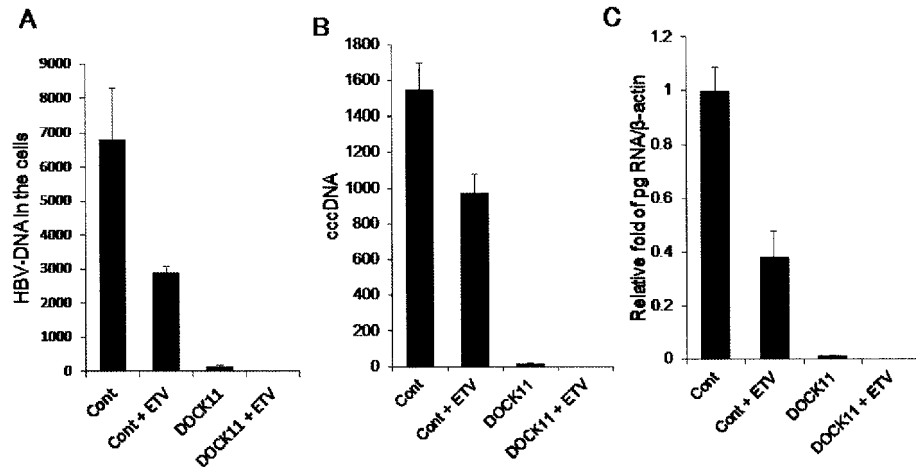 A
HBV-DNA in the cells
9000
8000
7000
6000
5000
4000
3000
2000
1000
0
Cont
Cont + ETV
DOCK11
DOCK11 + ETV
B
cccDNA
1800
1600
1400
1200
1000
800
600
400
200
0
Cont
Cont + ETV
DOCK11
DOCK11 + ETV
C
Relative fold of pg RNA/β-actin
1.2
1
0.8
0.6
0.4
0.2
0
Cont
Cont + ETV
DOCK11
DOCK11 + ETV